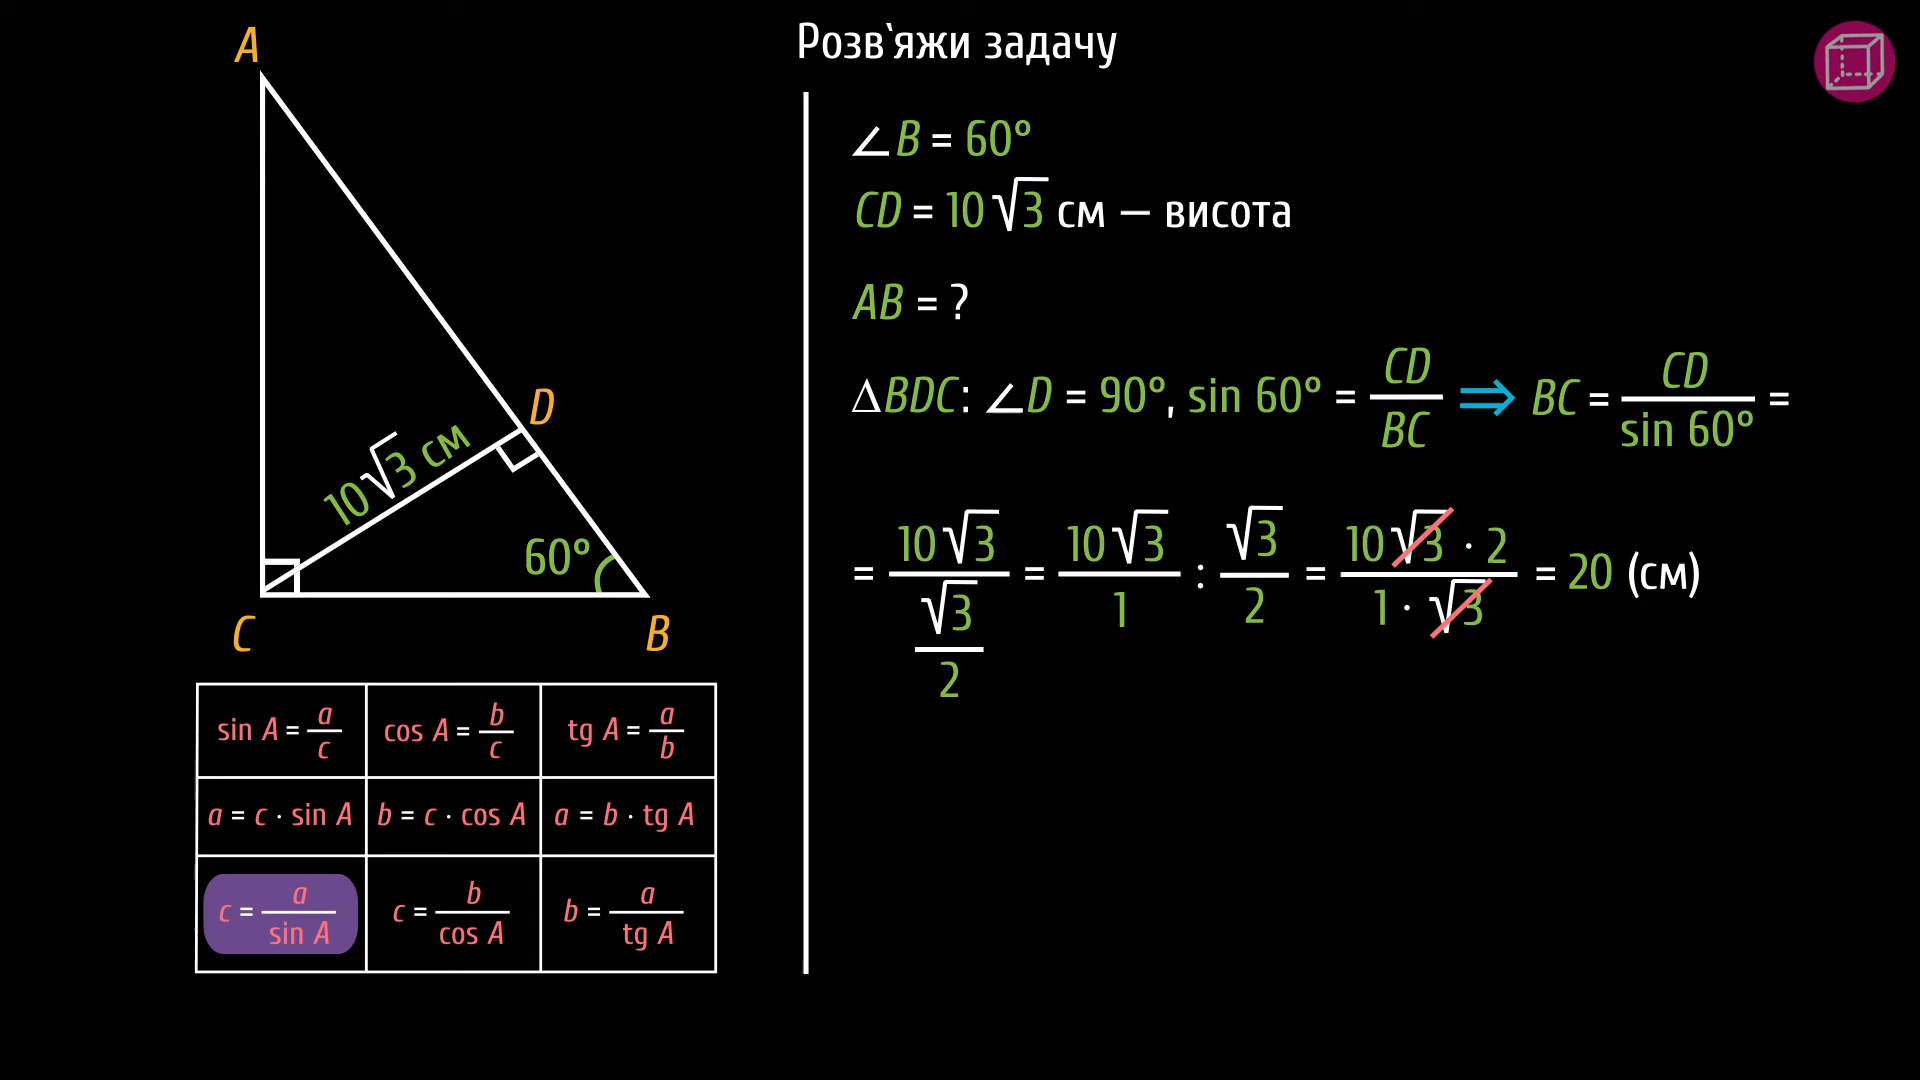 Розв`яжи задачу
A
D
10√3 см
60°
C
B
∠B = 60°
CD = 10√3 см — висота
AB = ?
ΔBDC: ∠D = 90°, sin 60° = CD/BC ⇒ BC = CD/sin 60° =
= 10√3/(√3/2) = 10√3/1 : √3/2 = 10√3 · 2/1 · √3 = 20 (см)
sin A = a/c cos A = b/c tg A = a/b
a = c · sin A b = c · cos A a = b · tg A
c = a/sin A c = b/cos A b = a/tg A